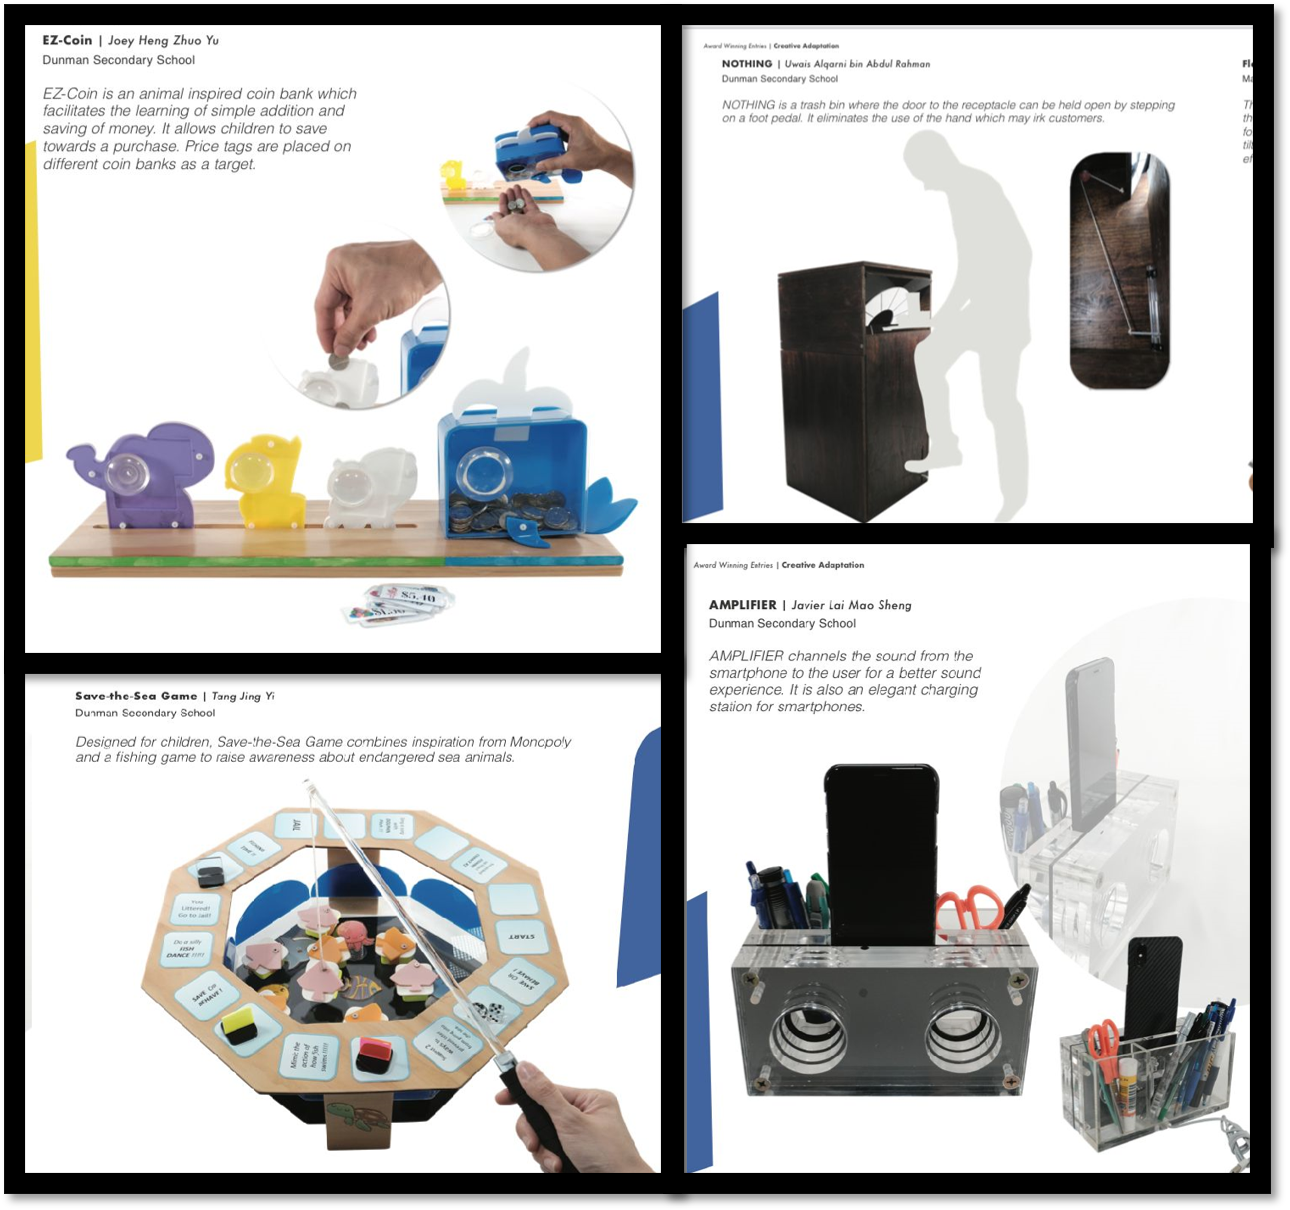 EZ-Coin | Joey Heng Zhuo Yu
Dunman Secondary School
EZ-Coin is an animal inspired coin bank which
facilitates the learning of simple addition and
saving of money. It allows children to save
towards a purchase. Price tags are placed on
different coin banks as a target.
$5.40
Award Winning Entries | Creative Adaptation
NOTHING | Uwais Alqarni bin Abdul Rahman
Dunman Secondary School
NOTHING is a trash bin where the door to the receptacle can be held open by stepping
on a foot pedal. It eliminates the use of the hand which may irk customers.
Save-the-Sea Game | Tang Jing Yi
Dunman Secondary School
Designed for children, Save-the-Sea Game combines inspiration from Monopoly
and a fishing game to raise awareness about endangered sea animals.
JAIL
You
Littered!
Go to Jail!
Do a silly
FISH
DANCE !!!!!
START
SAVE OR
BEHAVE!
SAVE OR
BEHAVE!
Mimic the
action of
how fish
swims!!!!!
Award Winning Entries | Creative Adaptation
AMPLIFIER | Javier Lai Mao Sheng
Dunman Secondary School
AMPLIFIER channels the sound from the
smartphone to the user for a better sound
experience. It is also an elegant charging
station for smartphones.